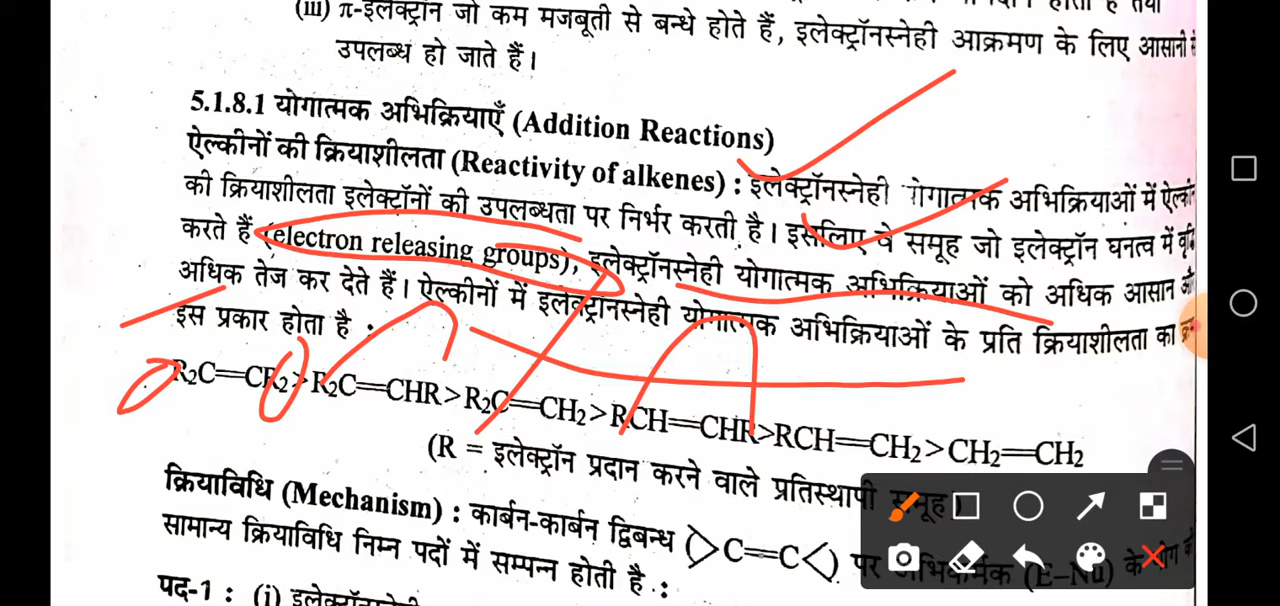 (iii) π-इलेक्ट्रॉन जो कम मजबूती से बन्धे होते हैं, इलेक्ट्रॉनस्नेही आक्रमण के लिए आसानी से
उपलब्ध हो जाते हैं।
5.1.8.1 योगात्मक अभिक्रियाएँ (Addition Reactions)
ऐल्कीनों की क्रियाशीलता (Reactivity of alkenes) : इलेक्ट्रॉनस्नेही योगात्मक अभिक्रियाओं में
की क्रियाशीलता इलेक्ट्रॉनों की उपलब्धता पर निर्भर करती है। इसलिए वे समूह जो इलेक्ट्रॉन घनत्व में
करते हैं (electron releasing groups), इलेक्ट्रॉनस्नेही योगात्मक अभिक्रियाओं को अधिक आसान
अधिक तेज कर देते हैं। ऐल्कीनों में इलेक्ट्रॉनस्नेही योगात्मक अभिक्रियाओं के प्रति क्रियाशीलता का
इस प्रकार होता है :
R₂C=CR₂>R₂C=CHR>R₂C=CH₂>RCH=CHR>RCH=CH₂>CH₂=CH₂
(R = इलेक्ट्रॉन प्रदान करने वाले प्रतिस्थापी समूह)
क्रियाविधि (Mechanism) : कार्बन-कार्बन द्विबन्ध (>C=C<) पर अभिकर्मक (E–Nu) के योग
सामान्य क्रियाविधि निम्न पदों में सम्पन्न होती है :
पद-1 : (i) इलेक्ट्रॉनस्नेही